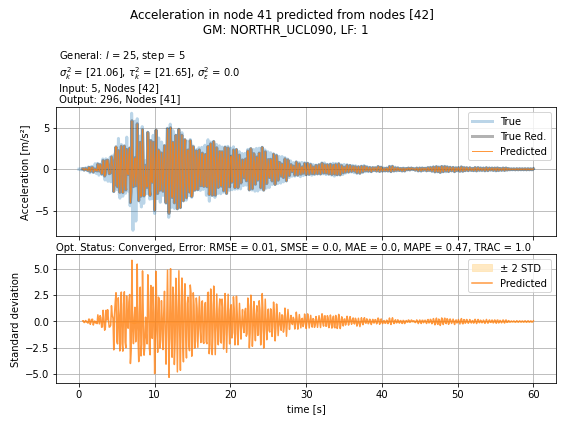 Acceleration in node 41 predicted from nodes [42]
GM: NORTHR_UCL090, LF: 1
General: l = 25, step = 5
σ²ₖ = [21.06], τ²ₖ = [21.65], σ²ε = 0.0
Input: 5, Nodes [42]
Output: 296, Nodes [41]
Acceleration [m/s²]
5
0
−5
True
True Red.
Predicted
Opt. Status: Converged, Error: RMSE = 0.01, SMSE = 0.0, MAE = 0.0, MAPE = 0.47, TRAC = 1.0
Standard deviation
5.0
2.5
0.0
−2.5
−5.0
± 2 STD
Predicted
0 10 20 30 40 50 60
time [s]